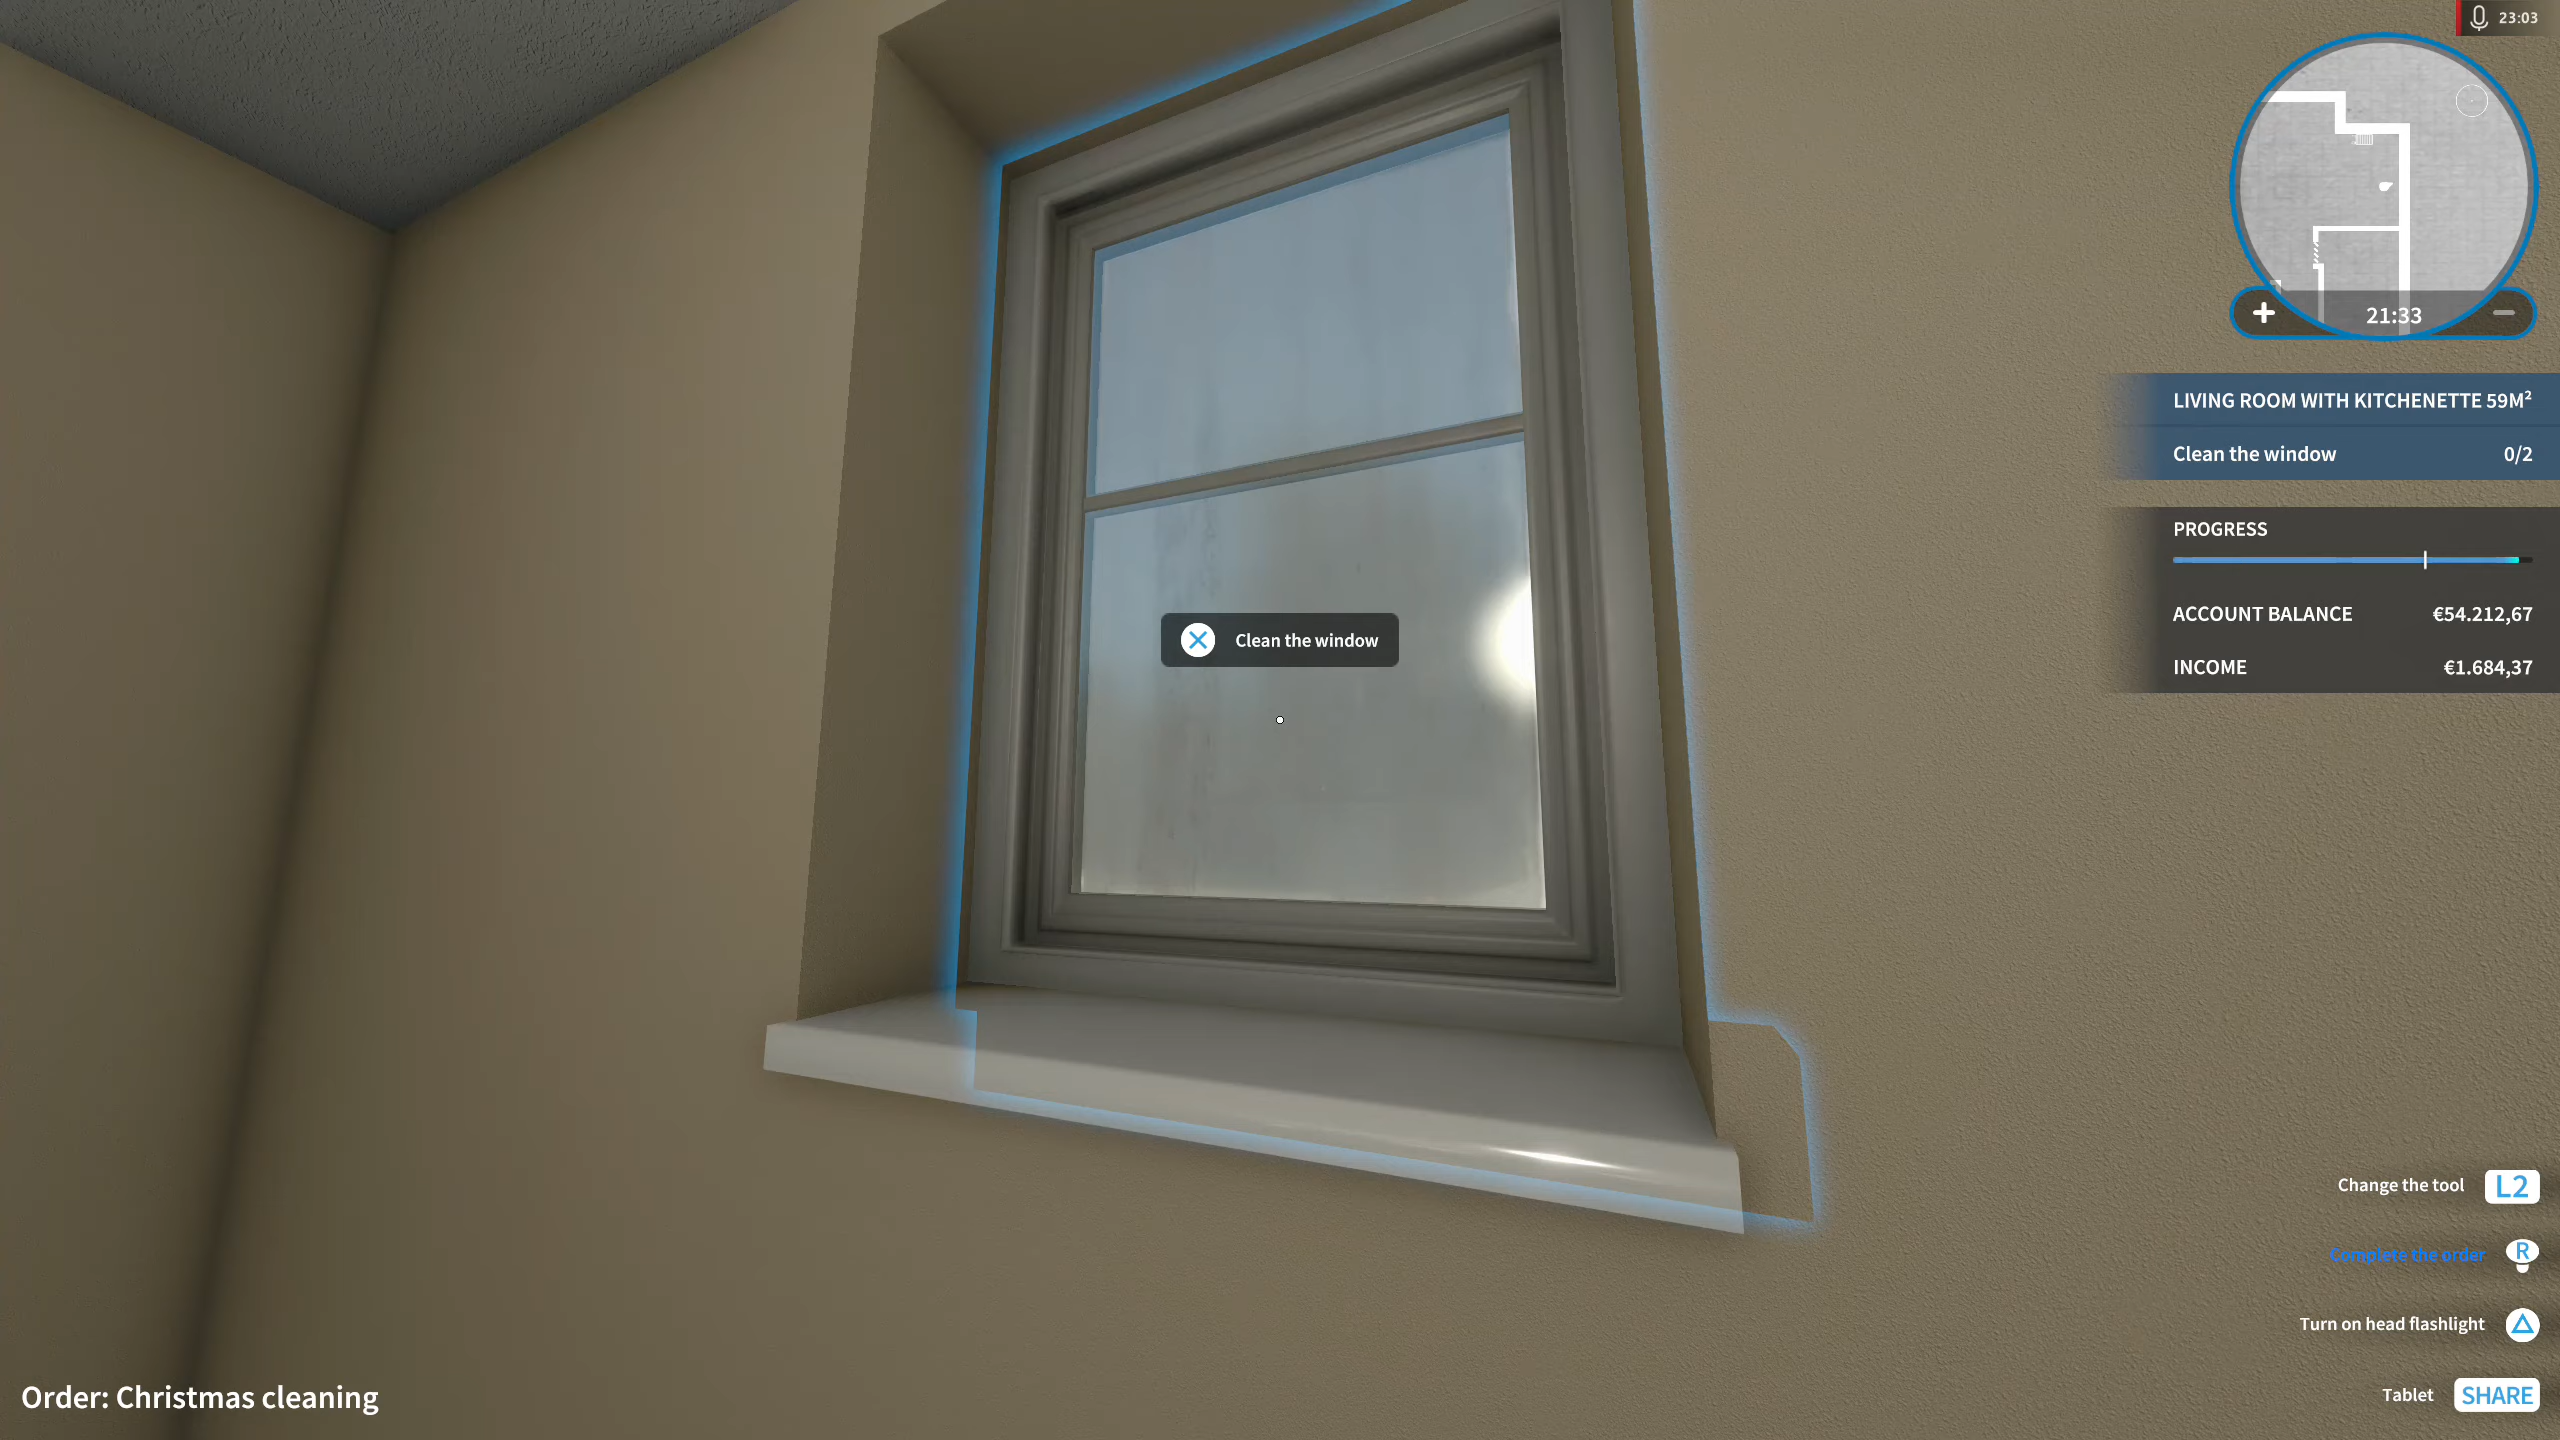 23:03
21:33
LIVING ROOM WITH KITCHENETTE 59M²
Clean the window 0/2
PROGRESS
ACCOUNT BALANCE €54.212,67
INCOME €1.684,37
Clean the window
Change the tool L2
Complete the order R
Turn on head flashlight
Tablet SHARE
Order: Christmas cleaning